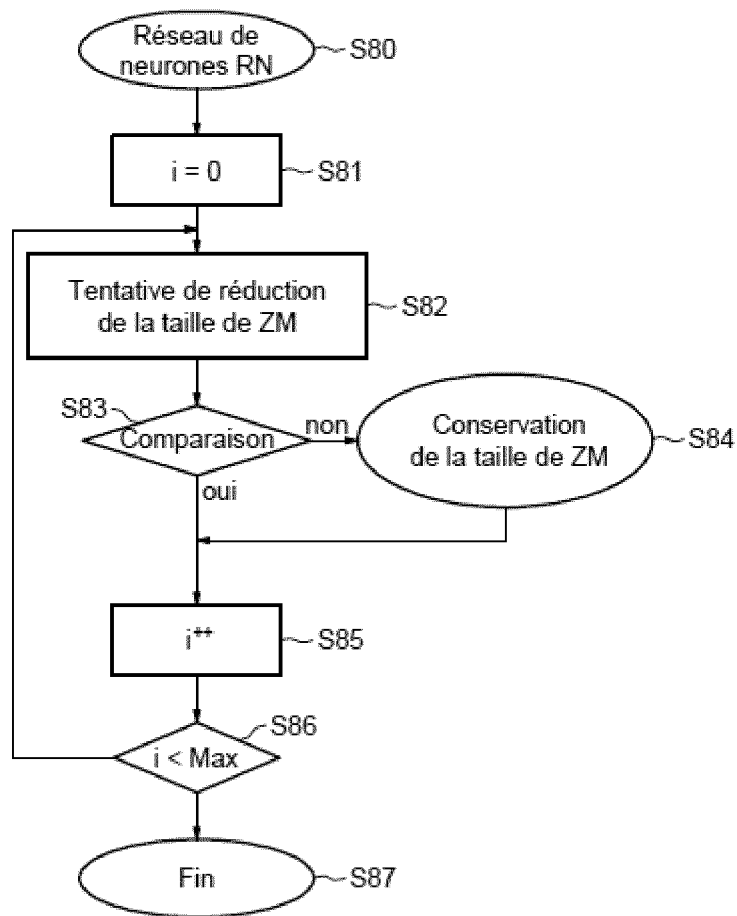 Réseau de
neurones RN
S80
i = 0
S81
Tentative de réduction
de la taille de ZM
S82
S83
Comparaison
non
oui
Conservation
de la taille de ZM
S84
i++
S85
S86
i < Max
Fin
S87